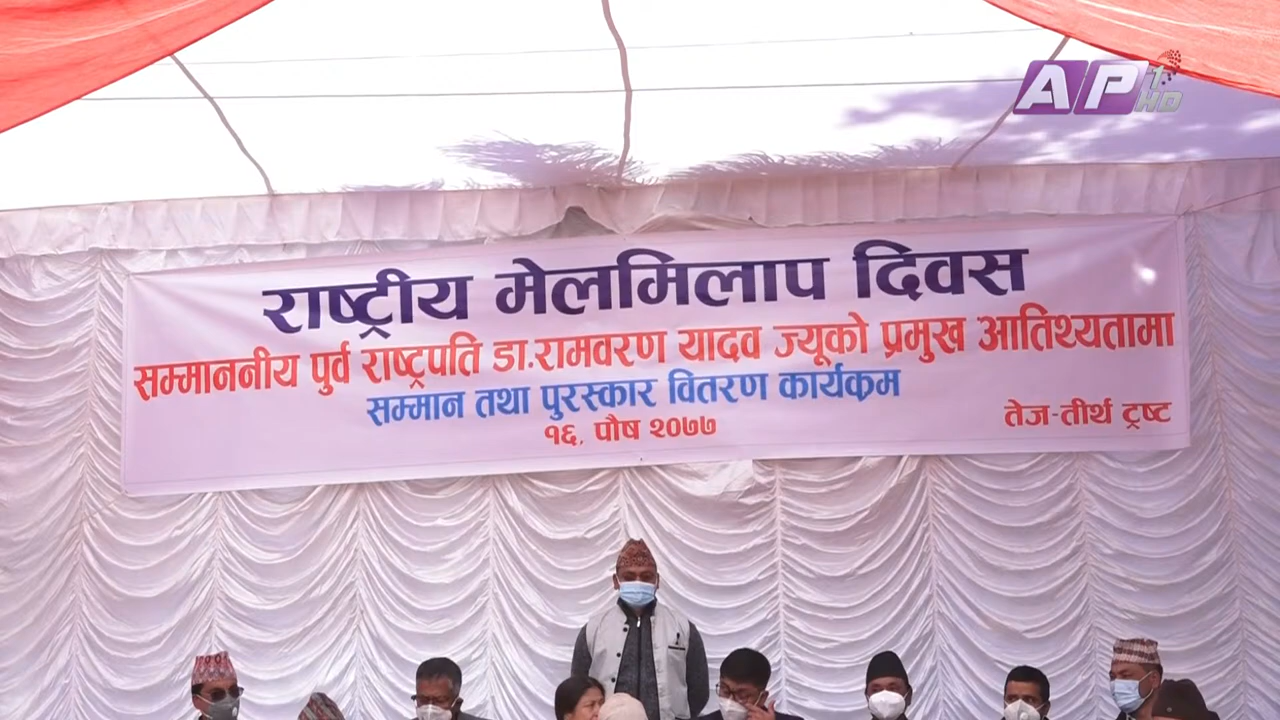 AP1 HD
राष्ट्रीय मेलमिलाप दिवस
सम्माननीय पुर्व राष्ट्रपति डा.रामवरण यादव ज्यूको प्रमुख आतिथ्यतामा
सम्मान तथा पुरस्कार वितरण कार्यक्रम
१६, पौष २०७७
तेज-तीर्थ ट्रष्ट